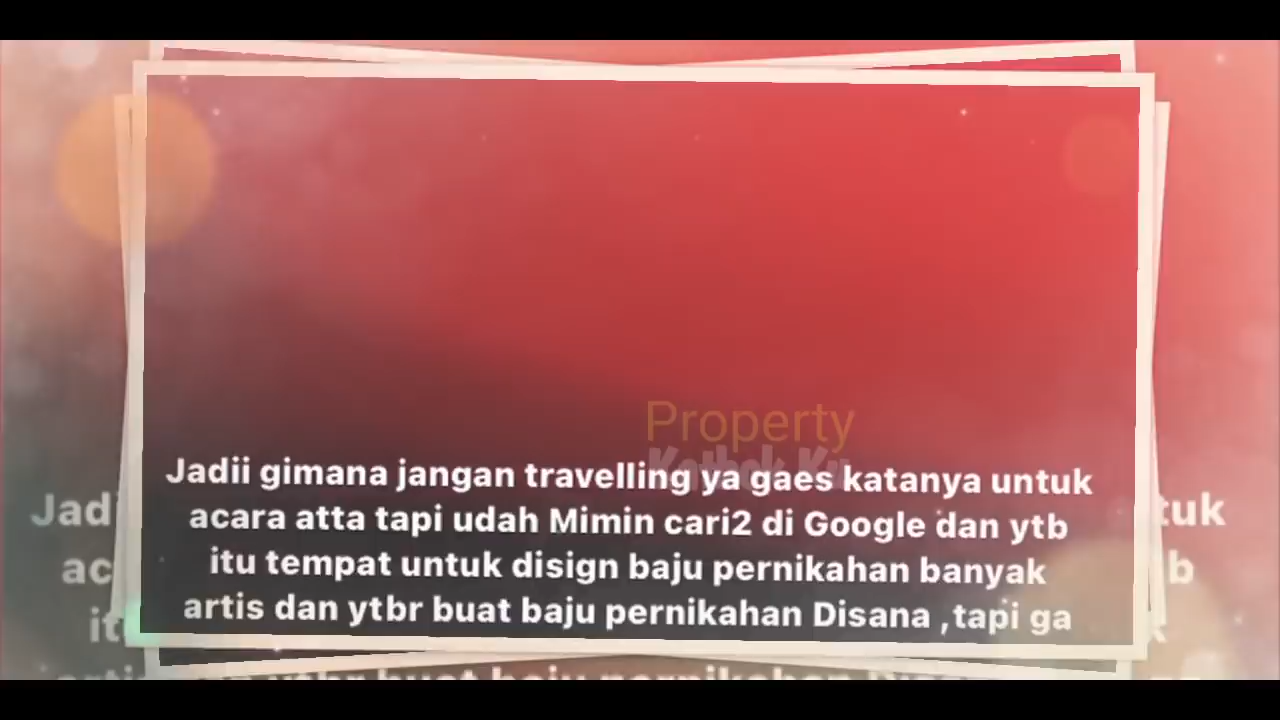 Property
Jadii gimana jangan travelling ya gaes katanya untuk
acara atta tapi udah Mimin cari2 di Google dan ytb
itu tempat untuk disign baju pernikahan banyak
artis dan ytbr buat baju pernikahan Disana ,tapi ga